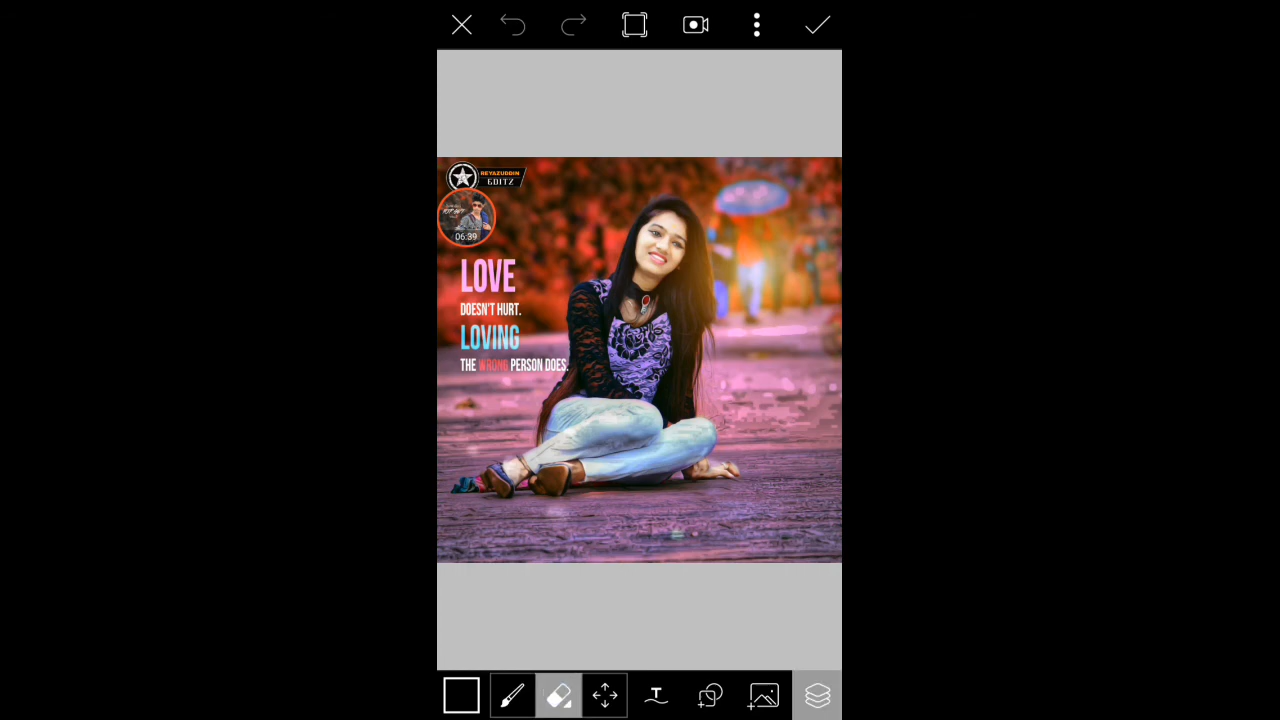 REYAZUDDIN
EDITZ
06:39
LOVE
DOESN'T HURT.
LOVING
THE WRONG PERSON DOES.
T